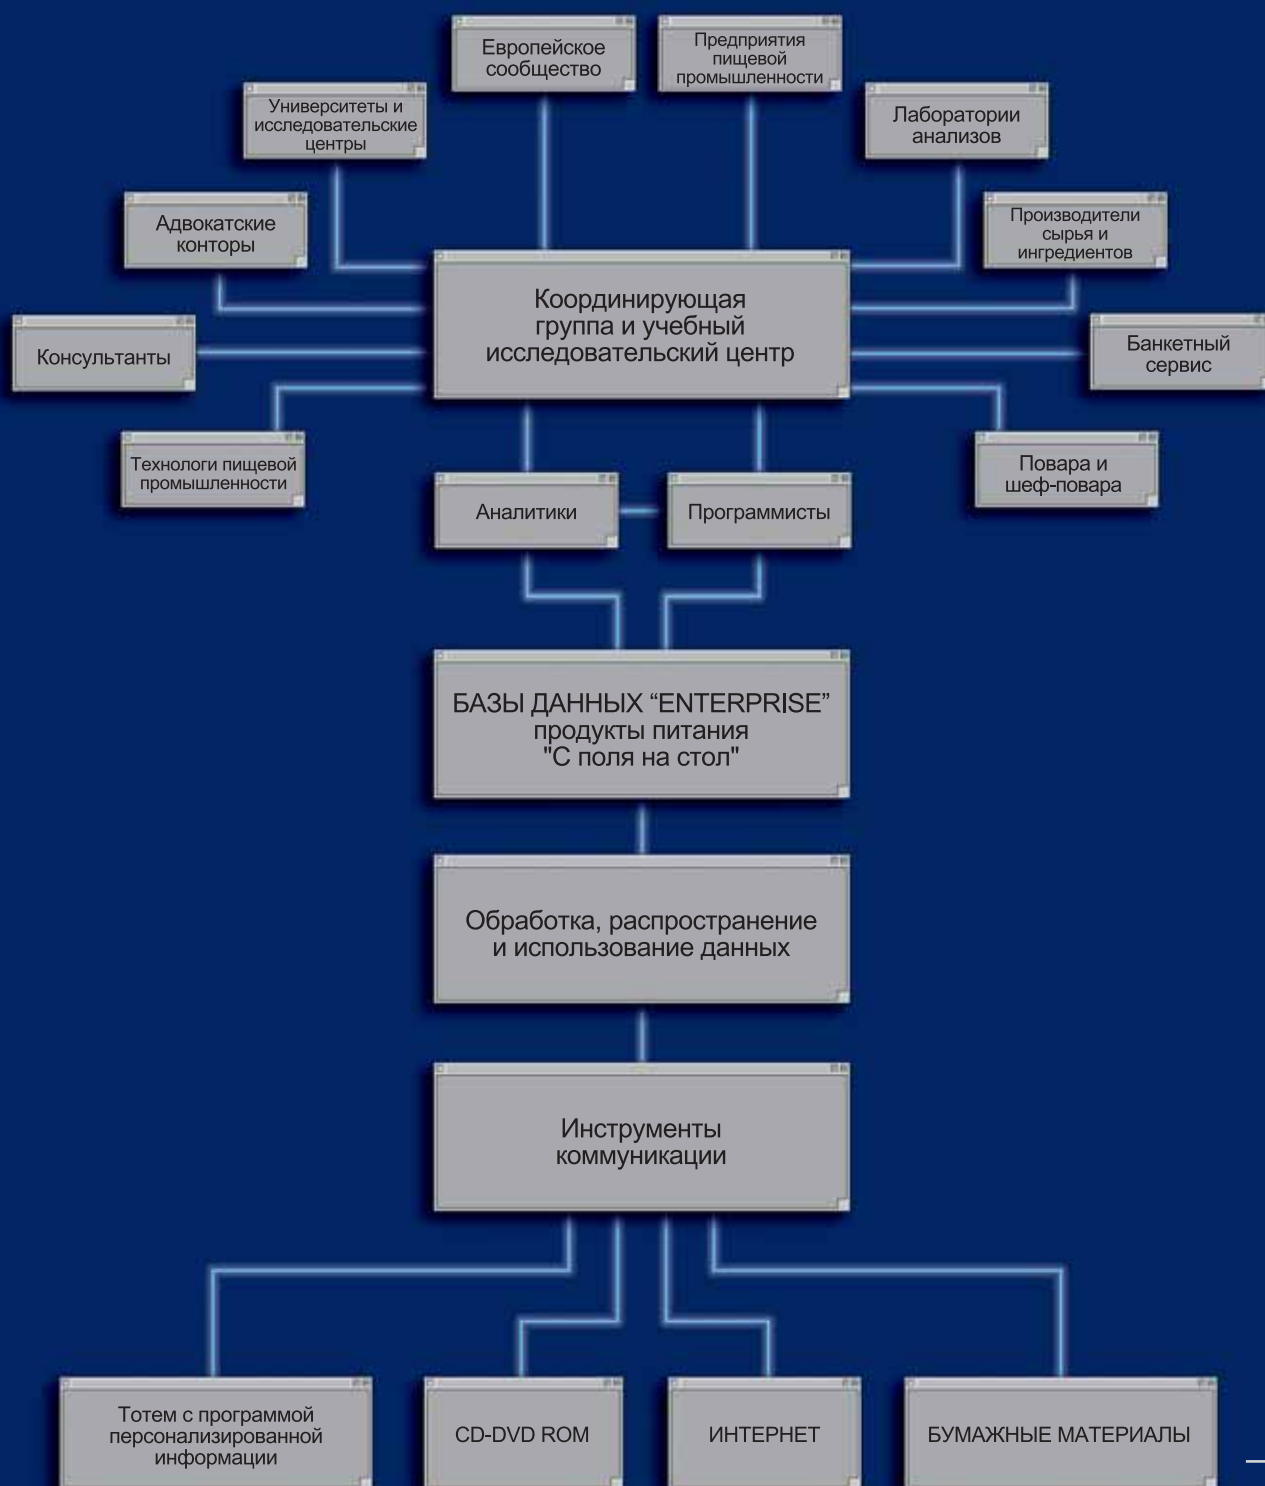 Европейское
сообщество
Предприятия
пищевой
промышленности
Университеты и
исследовательские
центры
Лаборатории
анализов
Адвокатские
конторы
Производители
сырья и
ингредиентов
Координирующая
группа и учебный
исследовательский центр
Консультанты
Банкетный
сервис
Технологи пищевой
промышленности
Повара и
шеф-повара
Аналитики
Программисты
БАЗЫ ДАННЫХ “ENTERPRISE”
продукты питания
"С поля на стол"
Обработка, распространение
и использование данных
Инструменты
коммуникации
Тотем с программой
персонализированной
информации
CD-DVD ROM
ИНТЕРНЕТ
БУМАЖНЫЕ МАТЕРИАЛЫ